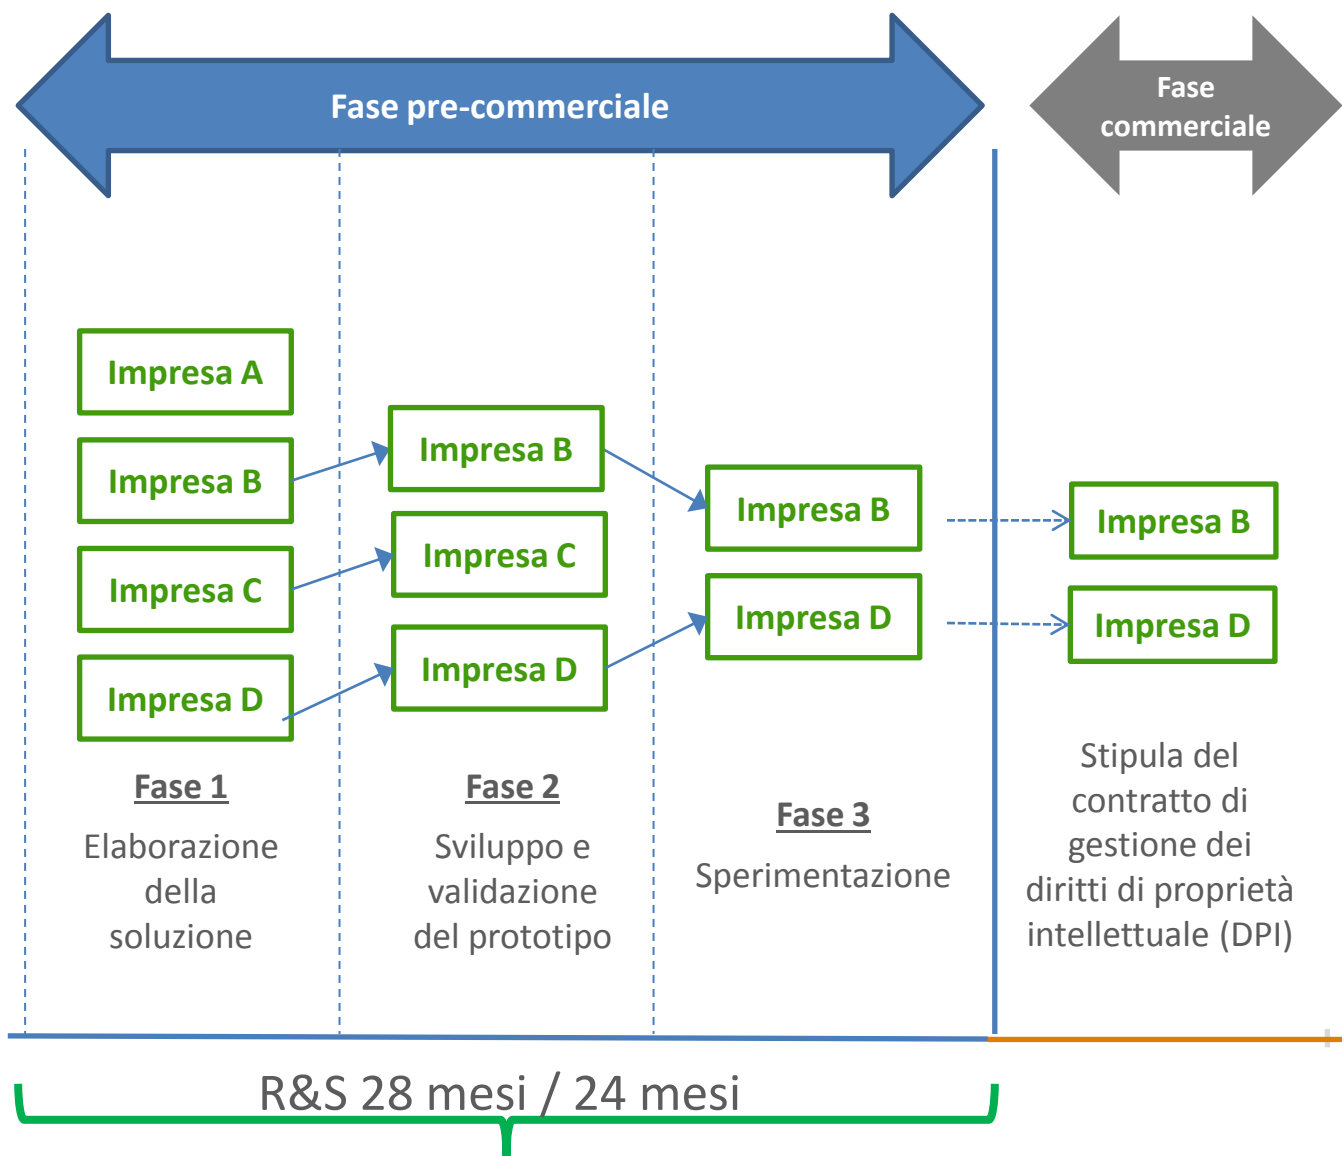 Fase pre-commerciale
Fase
commerciale
Impresa A
Impresa B
Impresa C
Impresa D
Fase 1
Elaborazione
della
soluzione
Impresa B
Impresa C
Impresa D
Fase 2
Sviluppo e
validazione
del prototipo
Impresa B
Impresa D
Fase 3
Sperimentazione
Impresa B
Impresa D
Stipula del
contratto di
gestione dei
diritti di proprietà
intellettuale (DPI)
R&S 28 mesi / 24 mesi